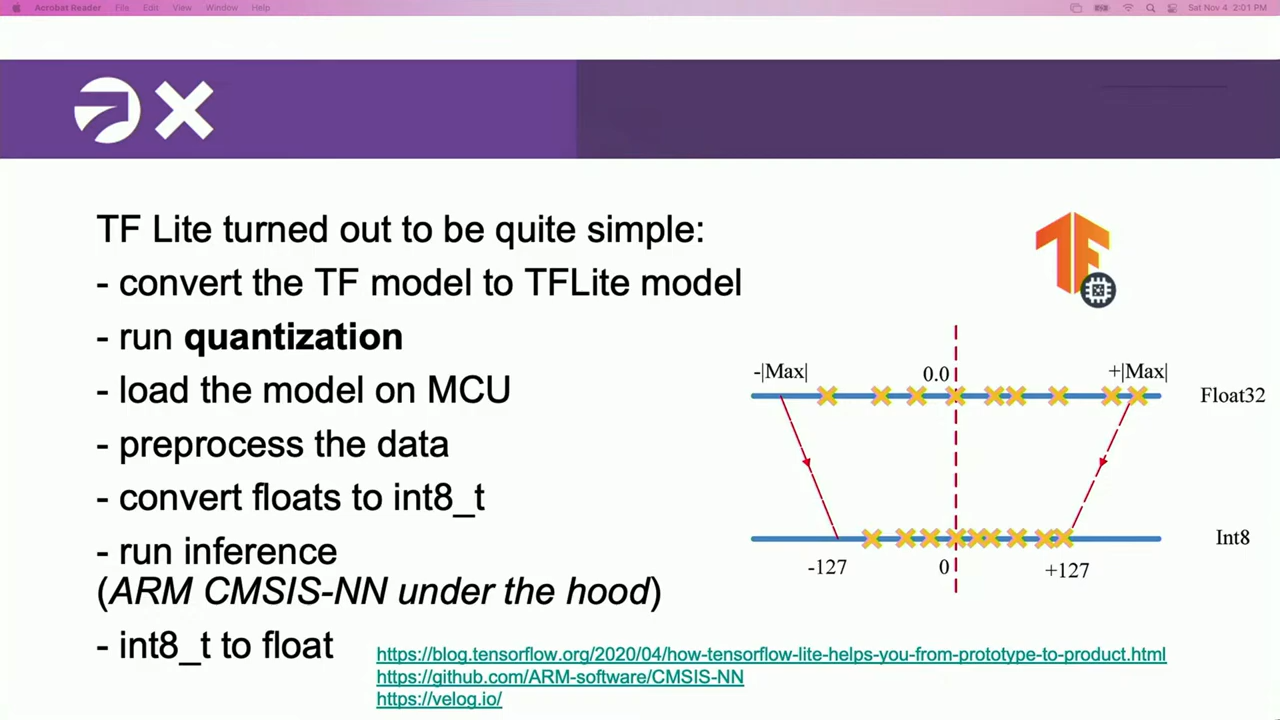 Acrobat Reader File Edit View Window Help Sat Nov 4 2:01 PM
TF Lite turned out to be quite simple:
- convert the TF model to TFLite model
- run quantization
- load the model on MCU
- preprocess the data
- convert floats to int8_t
- run inference
(ARM CMSIS-NN under the hood)
- int8_t to float
-|Max| 0.0 +|Max|
Float32
Int8
-127 0 +127
https://blog.tensorflow.org/2020/04/how-tensorflow-lite-helps-you-from-prototype-to-product.html
https://github.com/ARM-software/CMSIS-NN
https://velog.io/